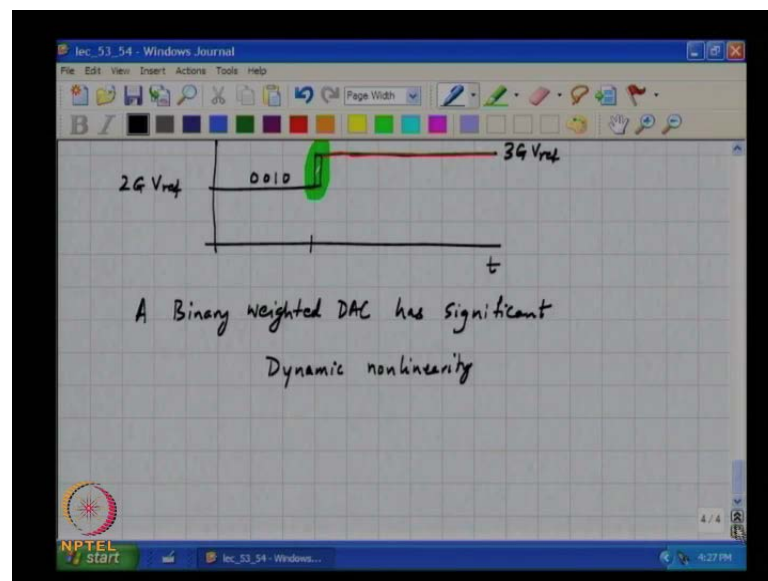 lec_53_54 - Windows Journal
File Edit View Insert Actions Tools Help
Page Width
B I
3G Vref
2G Vref
0010
t
A Binary weighted DAC has significant
Dynamic nonlinearity
4/4
NPTEL
start
lec_53_54 - Windows...
4:27 PM